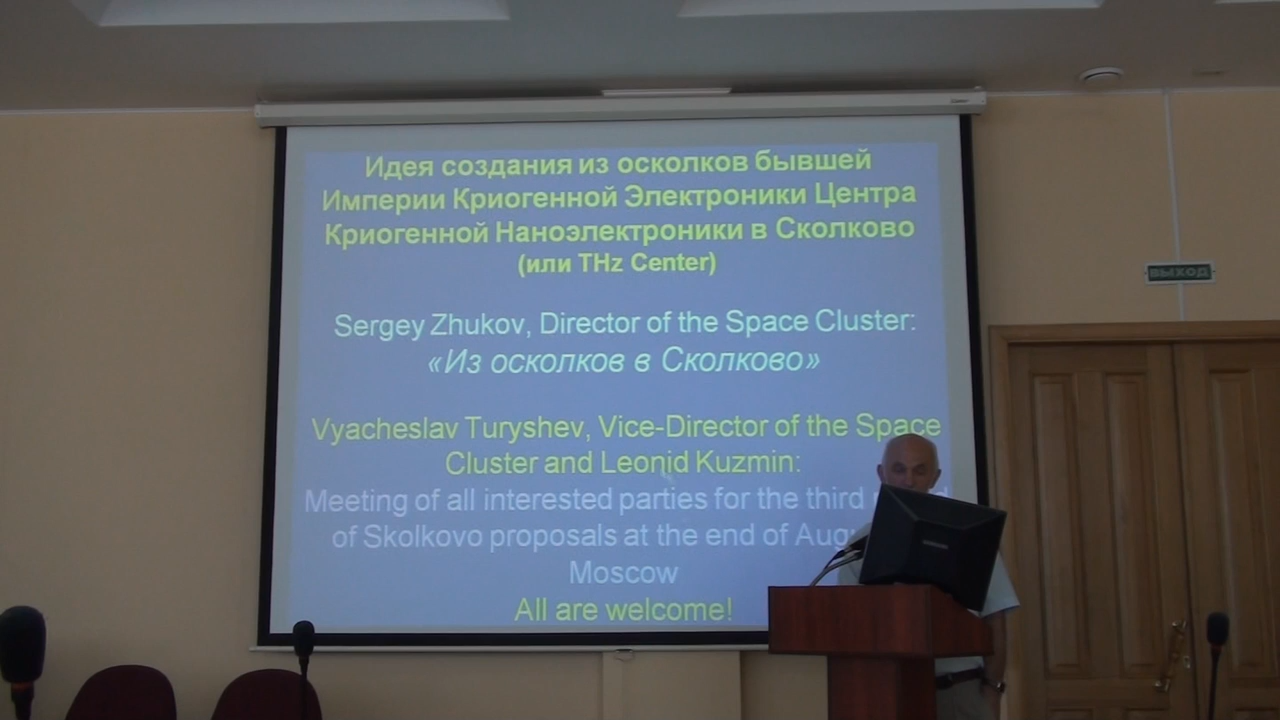 Идея создания из осколков бывшей
Империи Криогенной Электроники Центра
Криогенной Наноэлектроники в Сколково
(или THz Center)
Sergey Zhukov, Director of the Space Cluster:
«Из осколков в Сколково»
Vyacheslav Turyshev, Vice-Director of the Space
Cluster and Leonid Kuzmin:
Meeting of all interested parties for the third
of Skolkovo proposals at the end of
Moscow
All are welcome!
ВЫХОД